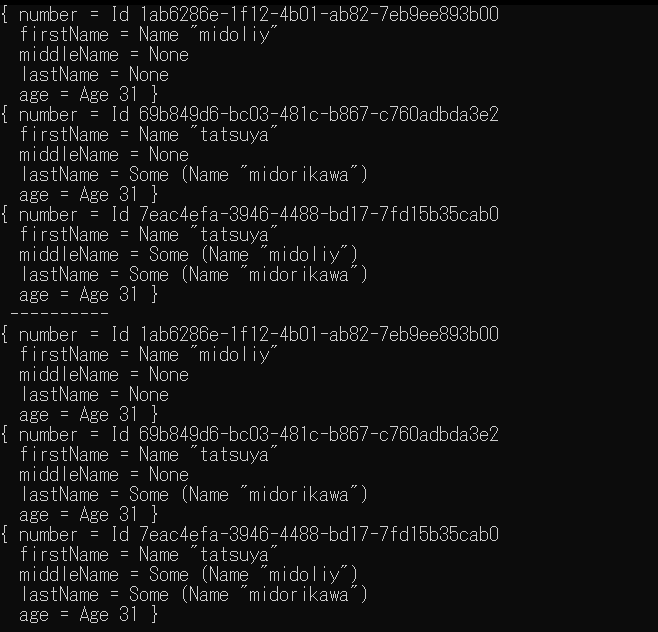 { number = Id 1ab6286e-1f12-4b01-ab82-7eb9ee893b00
  firstName = Name "midoliy"
  middleName = None
  lastName = None
  age = Age 31 }
{ number = Id 69b849d6-bc03-481c-b867-c760adbda3e2
  firstName = Name "tatsuya"
  middleName = None
  lastName = Some (Name "midorikawa")
  age = Age 31 }
{ number = Id 7eac4efa-3946-4488-bd17-7fd15b35cab0
  firstName = Name "tatsuya"
  middleName = Some (Name "midoliy")
  lastName = Some (Name "midorikawa")
  age = Age 31 }
 ----------
{ number = Id 1ab6286e-1f12-4b01-ab82-7eb9ee893b00
  firstName = Name "midoliy"
  middleName = None
  lastName = None
  age = Age 31 }
{ number = Id 69b849d6-bc03-481c-b867-c760adbda3e2
  firstName = Name "tatsuya"
  middleName = None
  lastName = Some (Name "midorikawa")
  age = Age 31 }
{ number = Id 7eac4efa-3946-4488-bd17-7fd15b35cab0
  firstName = Name "tatsuya"
  middleName = Some (Name "midoliy")
  lastName = Some (Name "midorikawa")
  age = Age 31 }